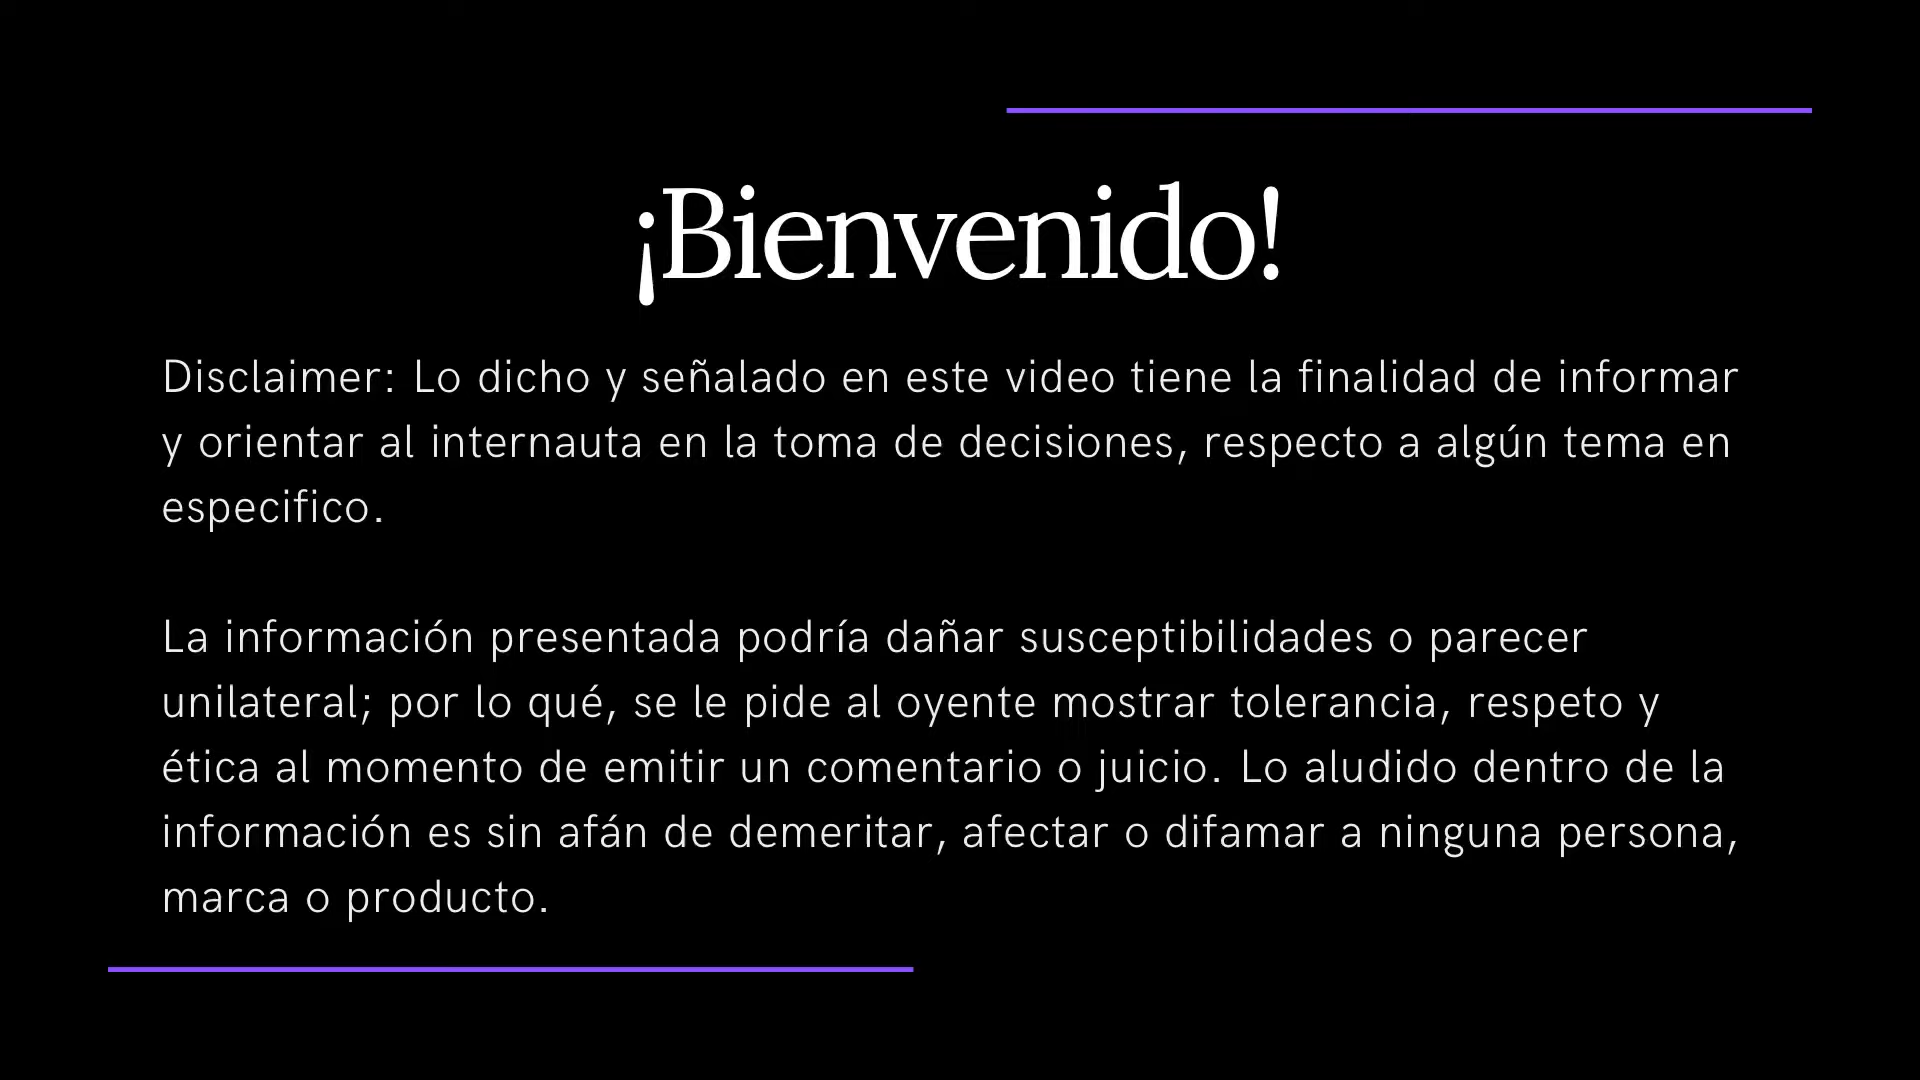 ¡Bienvenido!
Disclaimer: Lo dicho y señalado en este video tiene la finalidad de informar
y orientar al internauta en la toma de decisiones, respecto a algún tema en
especifico.
La información presentada podría dañar susceptibilidades o parecer
unilateral; por lo qué, se le pide al oyente mostrar tolerancia, respeto y
ética al momento de emitir un comentario o juicio. Lo aludido dentro de la
información es sin afán de demeritar, afectar o difamar a ninguna persona,
marca o producto.